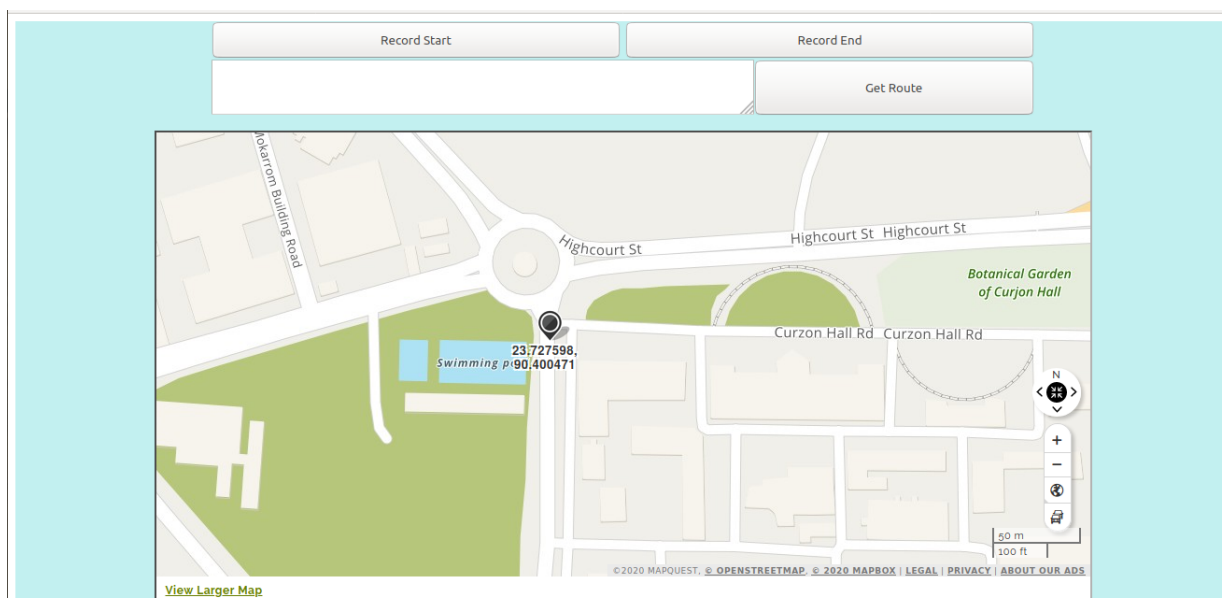 Record Start
Record End
Get Route
Mokarrom Building Road
Highcourt St
Highcourt St Highcourt St
Botanical Garden
of Curjon Hall
Curzon Hall Rd Curzon Hall Rd
23.727598,
Swimming
90.400471
N
+
−
50 m
100 ft
©2020 MAPQUEST, © OPENSTREETMAP, © 2020 MAPBOX | LEGAL | PRIVACY | ABOUT OUR ADS
View Larger Map